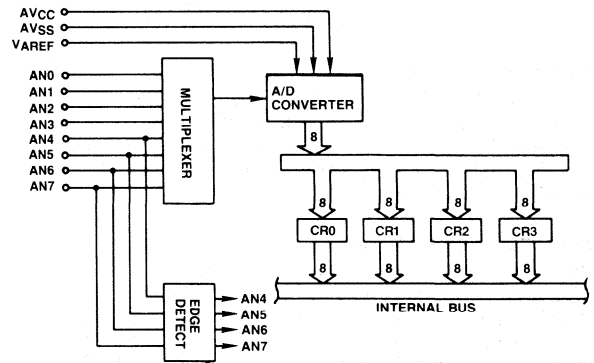 AVCC
AVSS
VAREF
AN0
AN1
AN2
AN3
AN4
AN5
AN6
AN7
MULTIPLEXER
A/D
CONVERTER
8
8 8 8 8
CR0 CR1 CR2 CR3
8 8 8 8
INTERNAL BUS
EDGE
DETECT
AN4
AN5
AN6
AN7